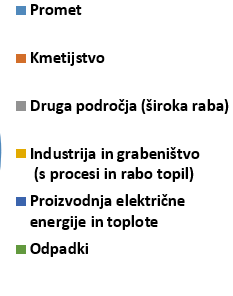 Promet
Kmetijstvo
Druga področja (široka raba)
Industrija in grabeništvo
(s procesi in rabo topil)
Proizvodnja električne
energije in toplote
Odpadki